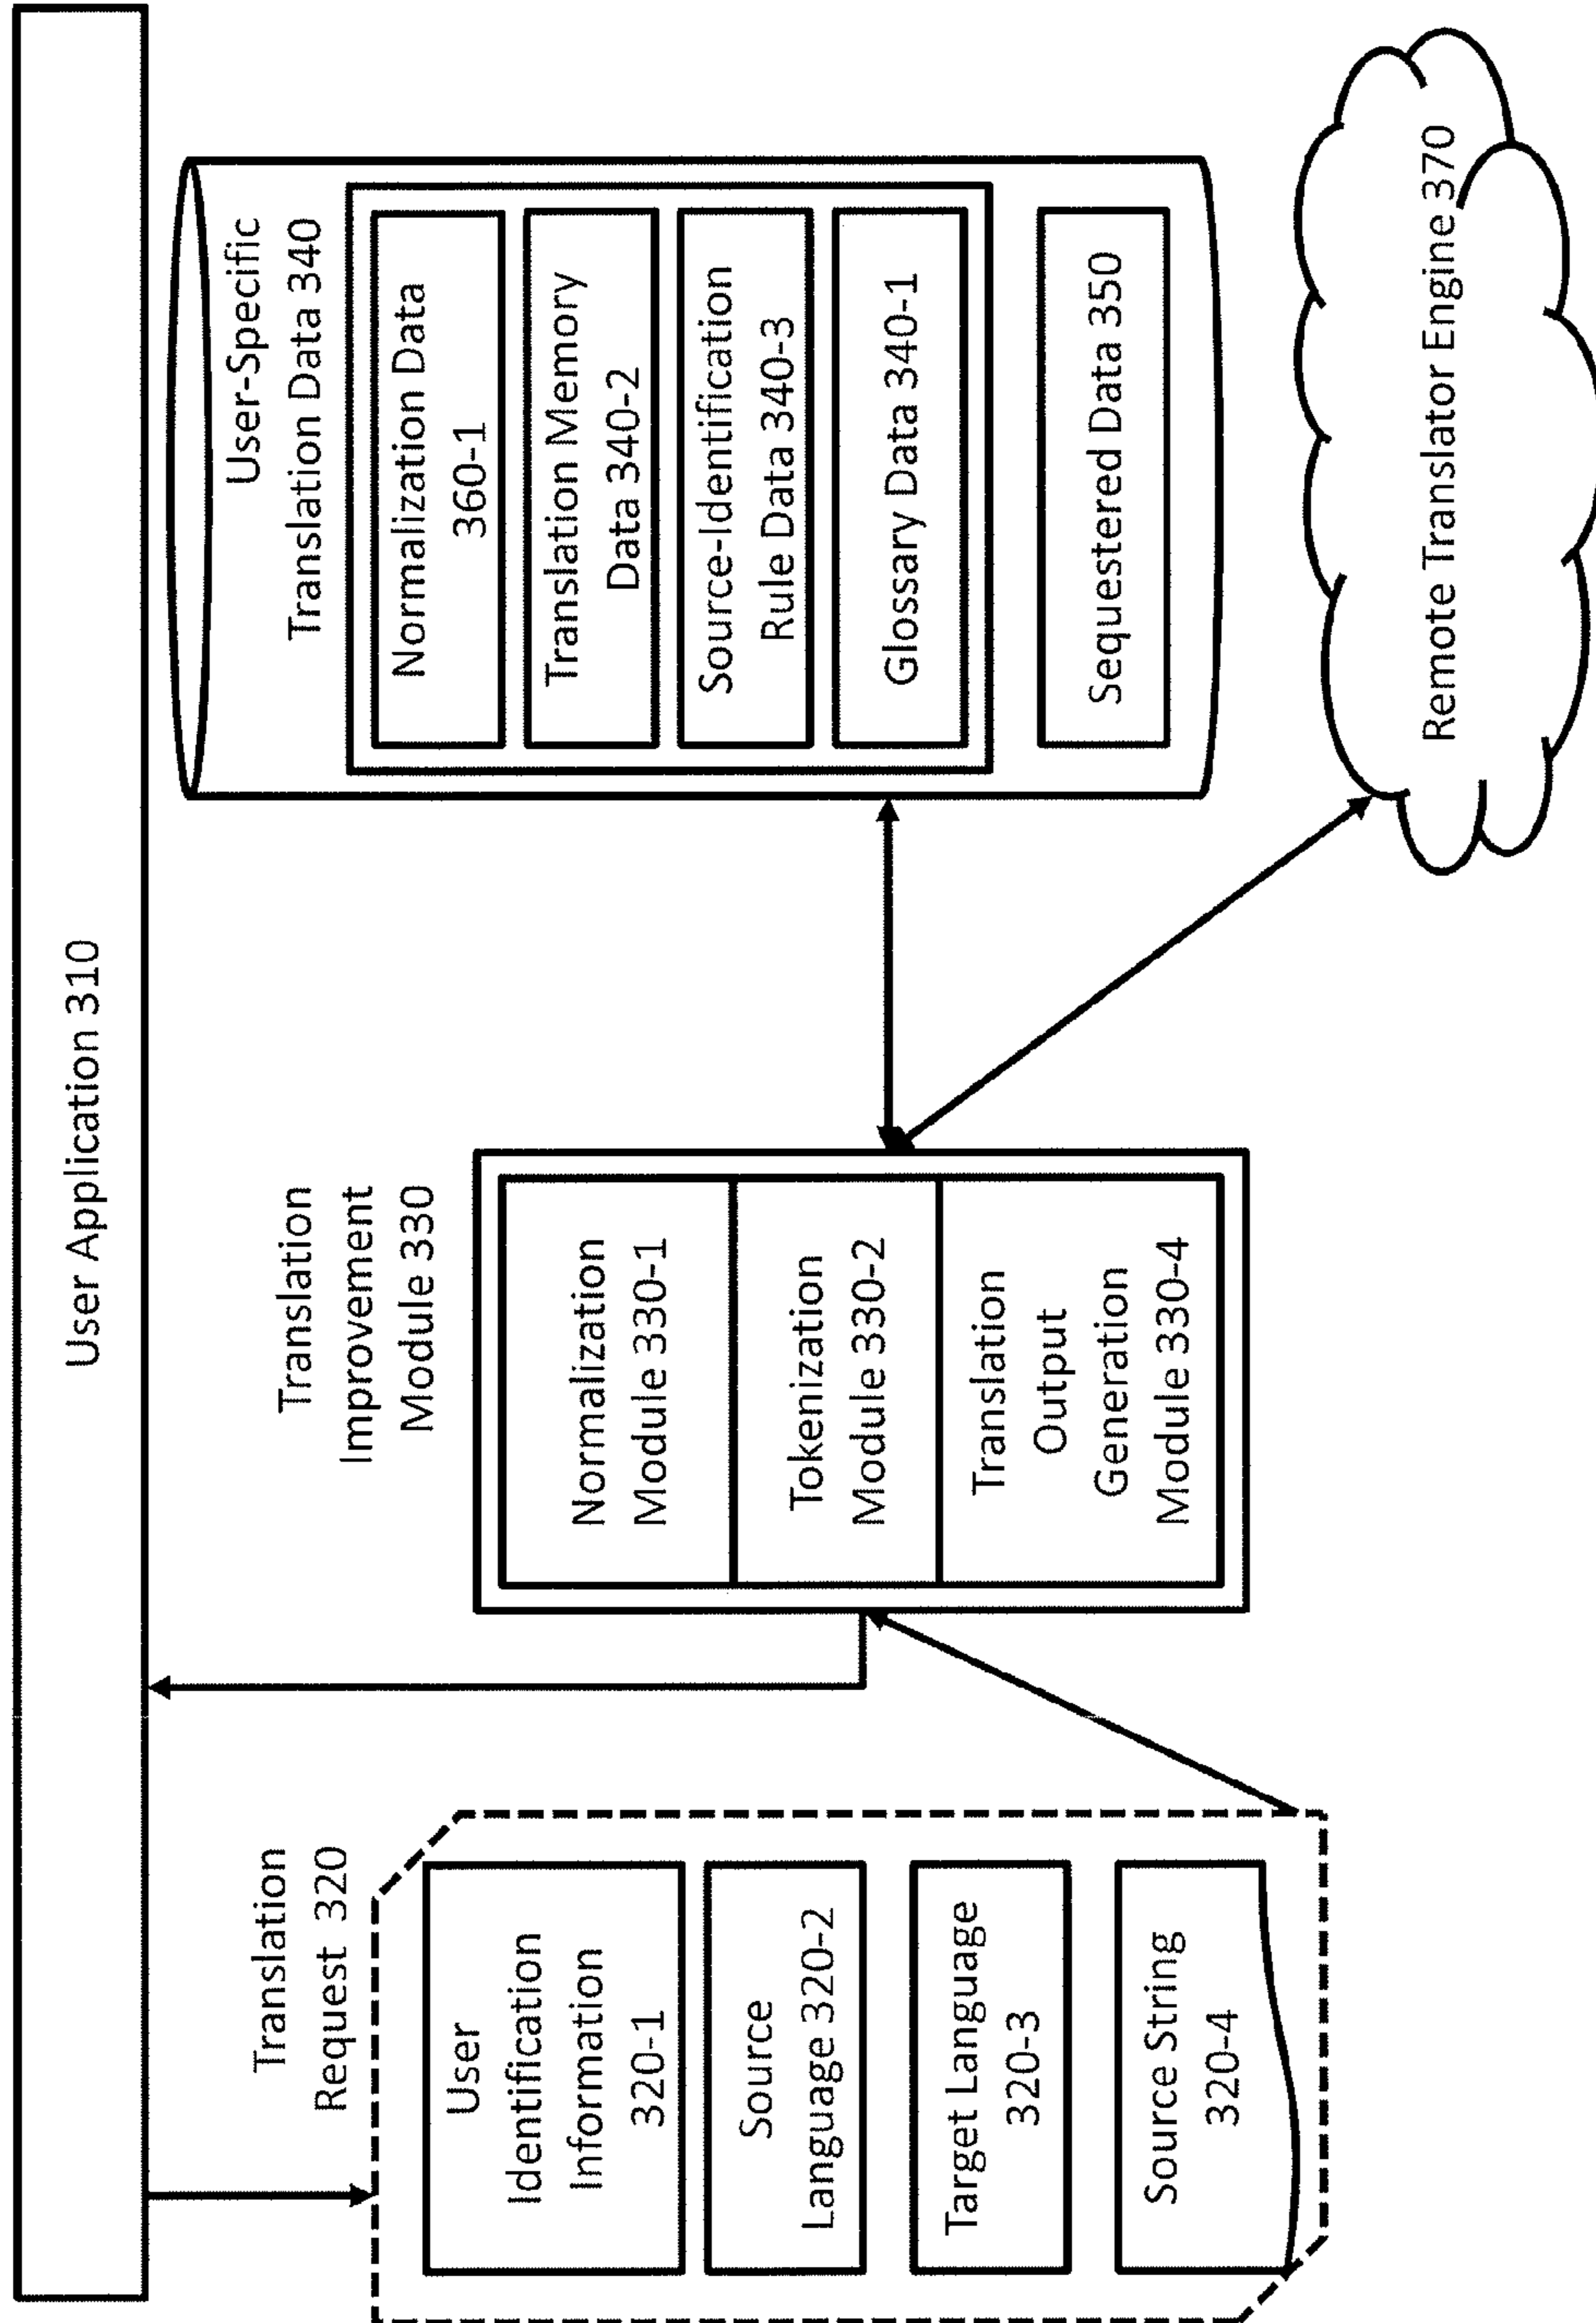 User Application 310
Translation
Request 320
User
Identification
Information
320-1
Source
Language 320-2
Target Language
320-3
Source String
320-4
Translation
Improvement
Module 330
Normalization
Module 330-1
Tokenization
Module 330-2
Translation
Output
Generation
Module 330-4
User-Specific
Translation Data 340
Normalization Data
360-1
Translation Memory
Data 340-2
Source-Identification
Rule Data 340-3
Glossary Data 340-1
Sequestered Data 350
Remote Translator Engine 370